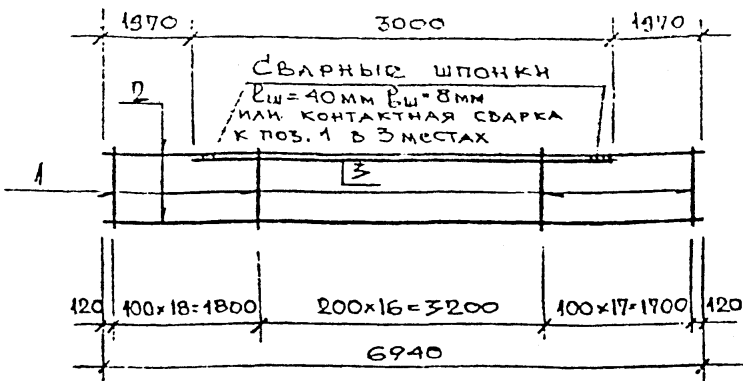 1970 3000 1970
СВАРНЫЕ ШПОНКИ
ℓш=40мм bш=8мм
ИЛИ КОНТАКТНАЯ СВАРКА
К ПОЗ. 1 В 3 МЕСТАХ
2
3
1
120 100×18=1800 200×16=3200 100×17=1700 120
6940